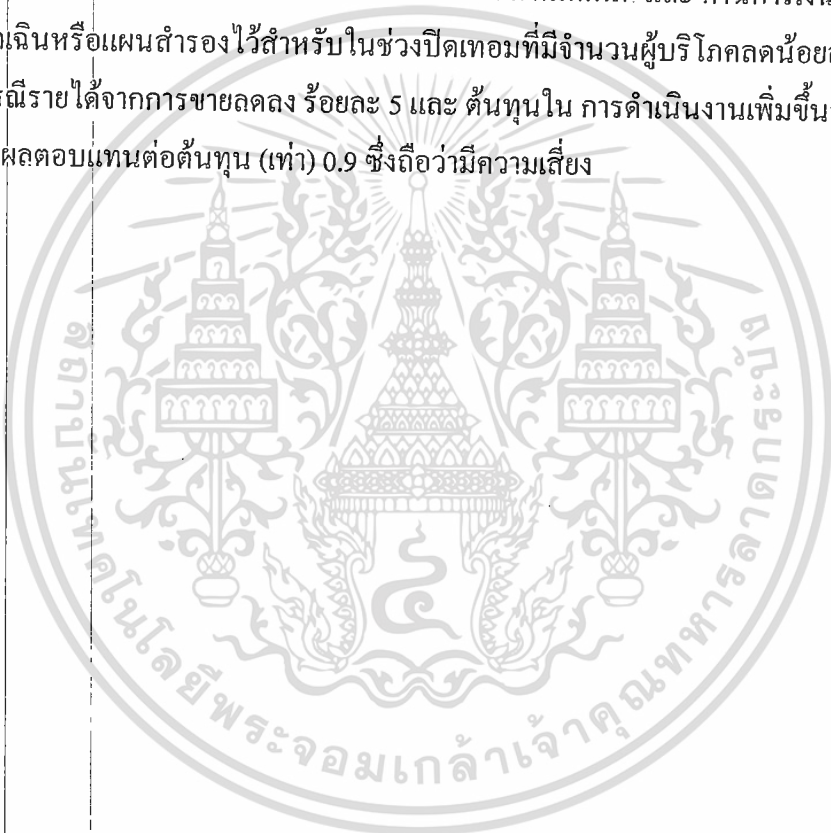 และ
เฉินหรือแผนสำรองไว้สำหรับในช่วงปิดเทอมที่มีจำนวนผู้บริโภคลดน้อย
รณีรายได้จากการขายลดลง ร้อยละ 5 และ ต้นทุนใน การดำเนินงานเพิ่มขึ้น
ผลตอบแทนต่อต้นทุน (เท่า) 0.9 ซึ่งถือว่ามีความเสี่ยง
สถาบันเทคโนโลยีพระจอมเกล้าเจ้าคุณทหารลาดกระบัง